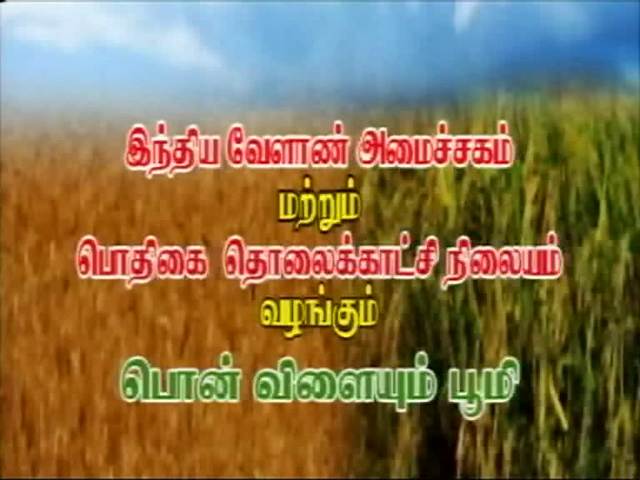 இந்திய வேளாண் அமைச்சகம்
மற்றும்
பொதிகை தொலைக்காட்சி நிலையம்
வழங்கும்
பொன் விளையும் பூமி